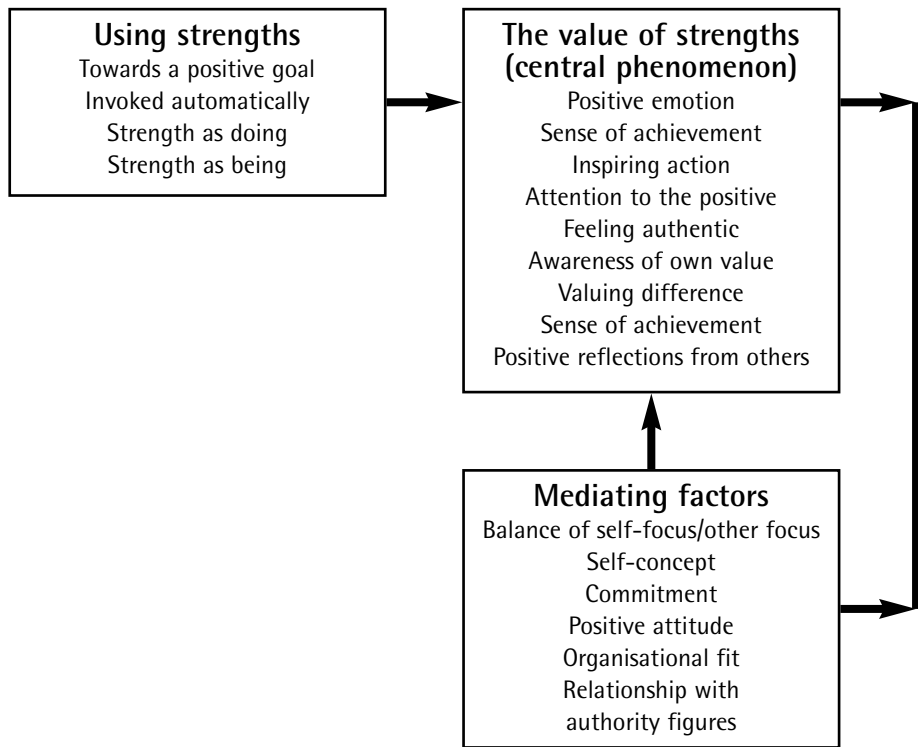 Using strengths
Towards a positive goal
Invoked automatically
Strength as doing
Strength as being
The value of strengths
(central phenomenon)
Positive emotion
Sense of achievement
Inspiring action
Attention to the positive
Feeling authentic
Awareness of own value
Valuing difference
Sense of achievement
Positive reflections from others
Mediating factors
Balance of self-focus/other focus
Self-concept
Commitment
Positive attitude
Organisational fit
Relationship with
authority figures